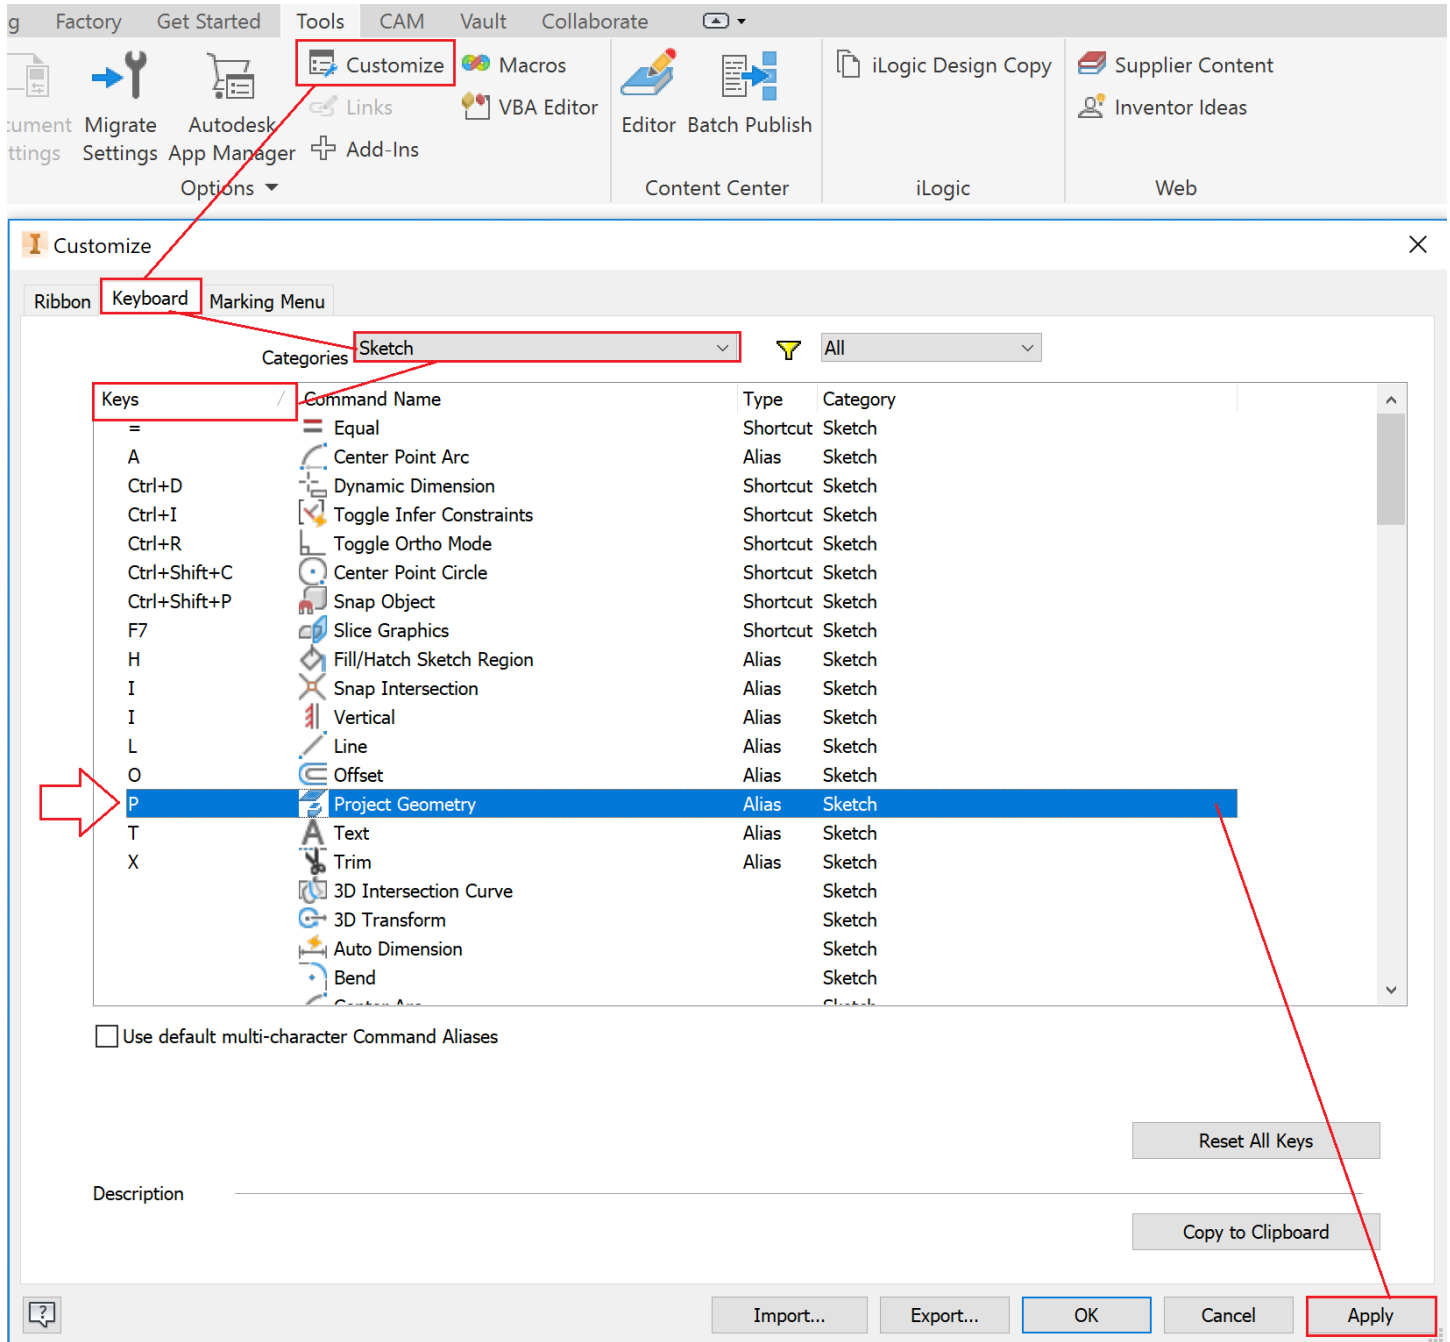 g Factory Get Started Tools CAM Vault Collaborate
Customize Macros iLogic Design Copy Supplier Content
Links VBA Editor Inventor Ideas
cument Migrate Autodesk Editor Batch Publish
ttings Settings App Manager Add-Ins
Options Content Center iLogic Web
I Customize
Ribbon Keyboard Marking Menu
Categories Sketch All
Keys Command Name Type Category
= Equal Shortcut Sketch
A Center Point Arc Alias Sketch
Ctrl+D Dynamic Dimension Shortcut Sketch
Ctrl+I Toggle Infer Constraints Shortcut Sketch
Ctrl+R Toggle Ortho Mode Shortcut Sketch
Ctrl+Shift+C Center Point Circle Shortcut Sketch
Ctrl+Shift+P Snap Object Shortcut Sketch
F7 Slice Graphics Shortcut Sketch
H Fill/Hatch Sketch Region Alias Sketch
I Snap Intersection Alias Sketch
I Vertical Alias Sketch
L Line Alias Sketch
O Offset Alias Sketch
P Project Geometry Alias Sketch
T Text Alias Sketch
X Trim Alias Sketch
3D Intersection Curve Sketch
3D Transform Sketch
Auto Dimension Sketch
Bend Sketch
Use default multi-character Command Aliases
Reset All Keys
Description
Copy to Clipboard
Import... Export... OK Cancel Apply